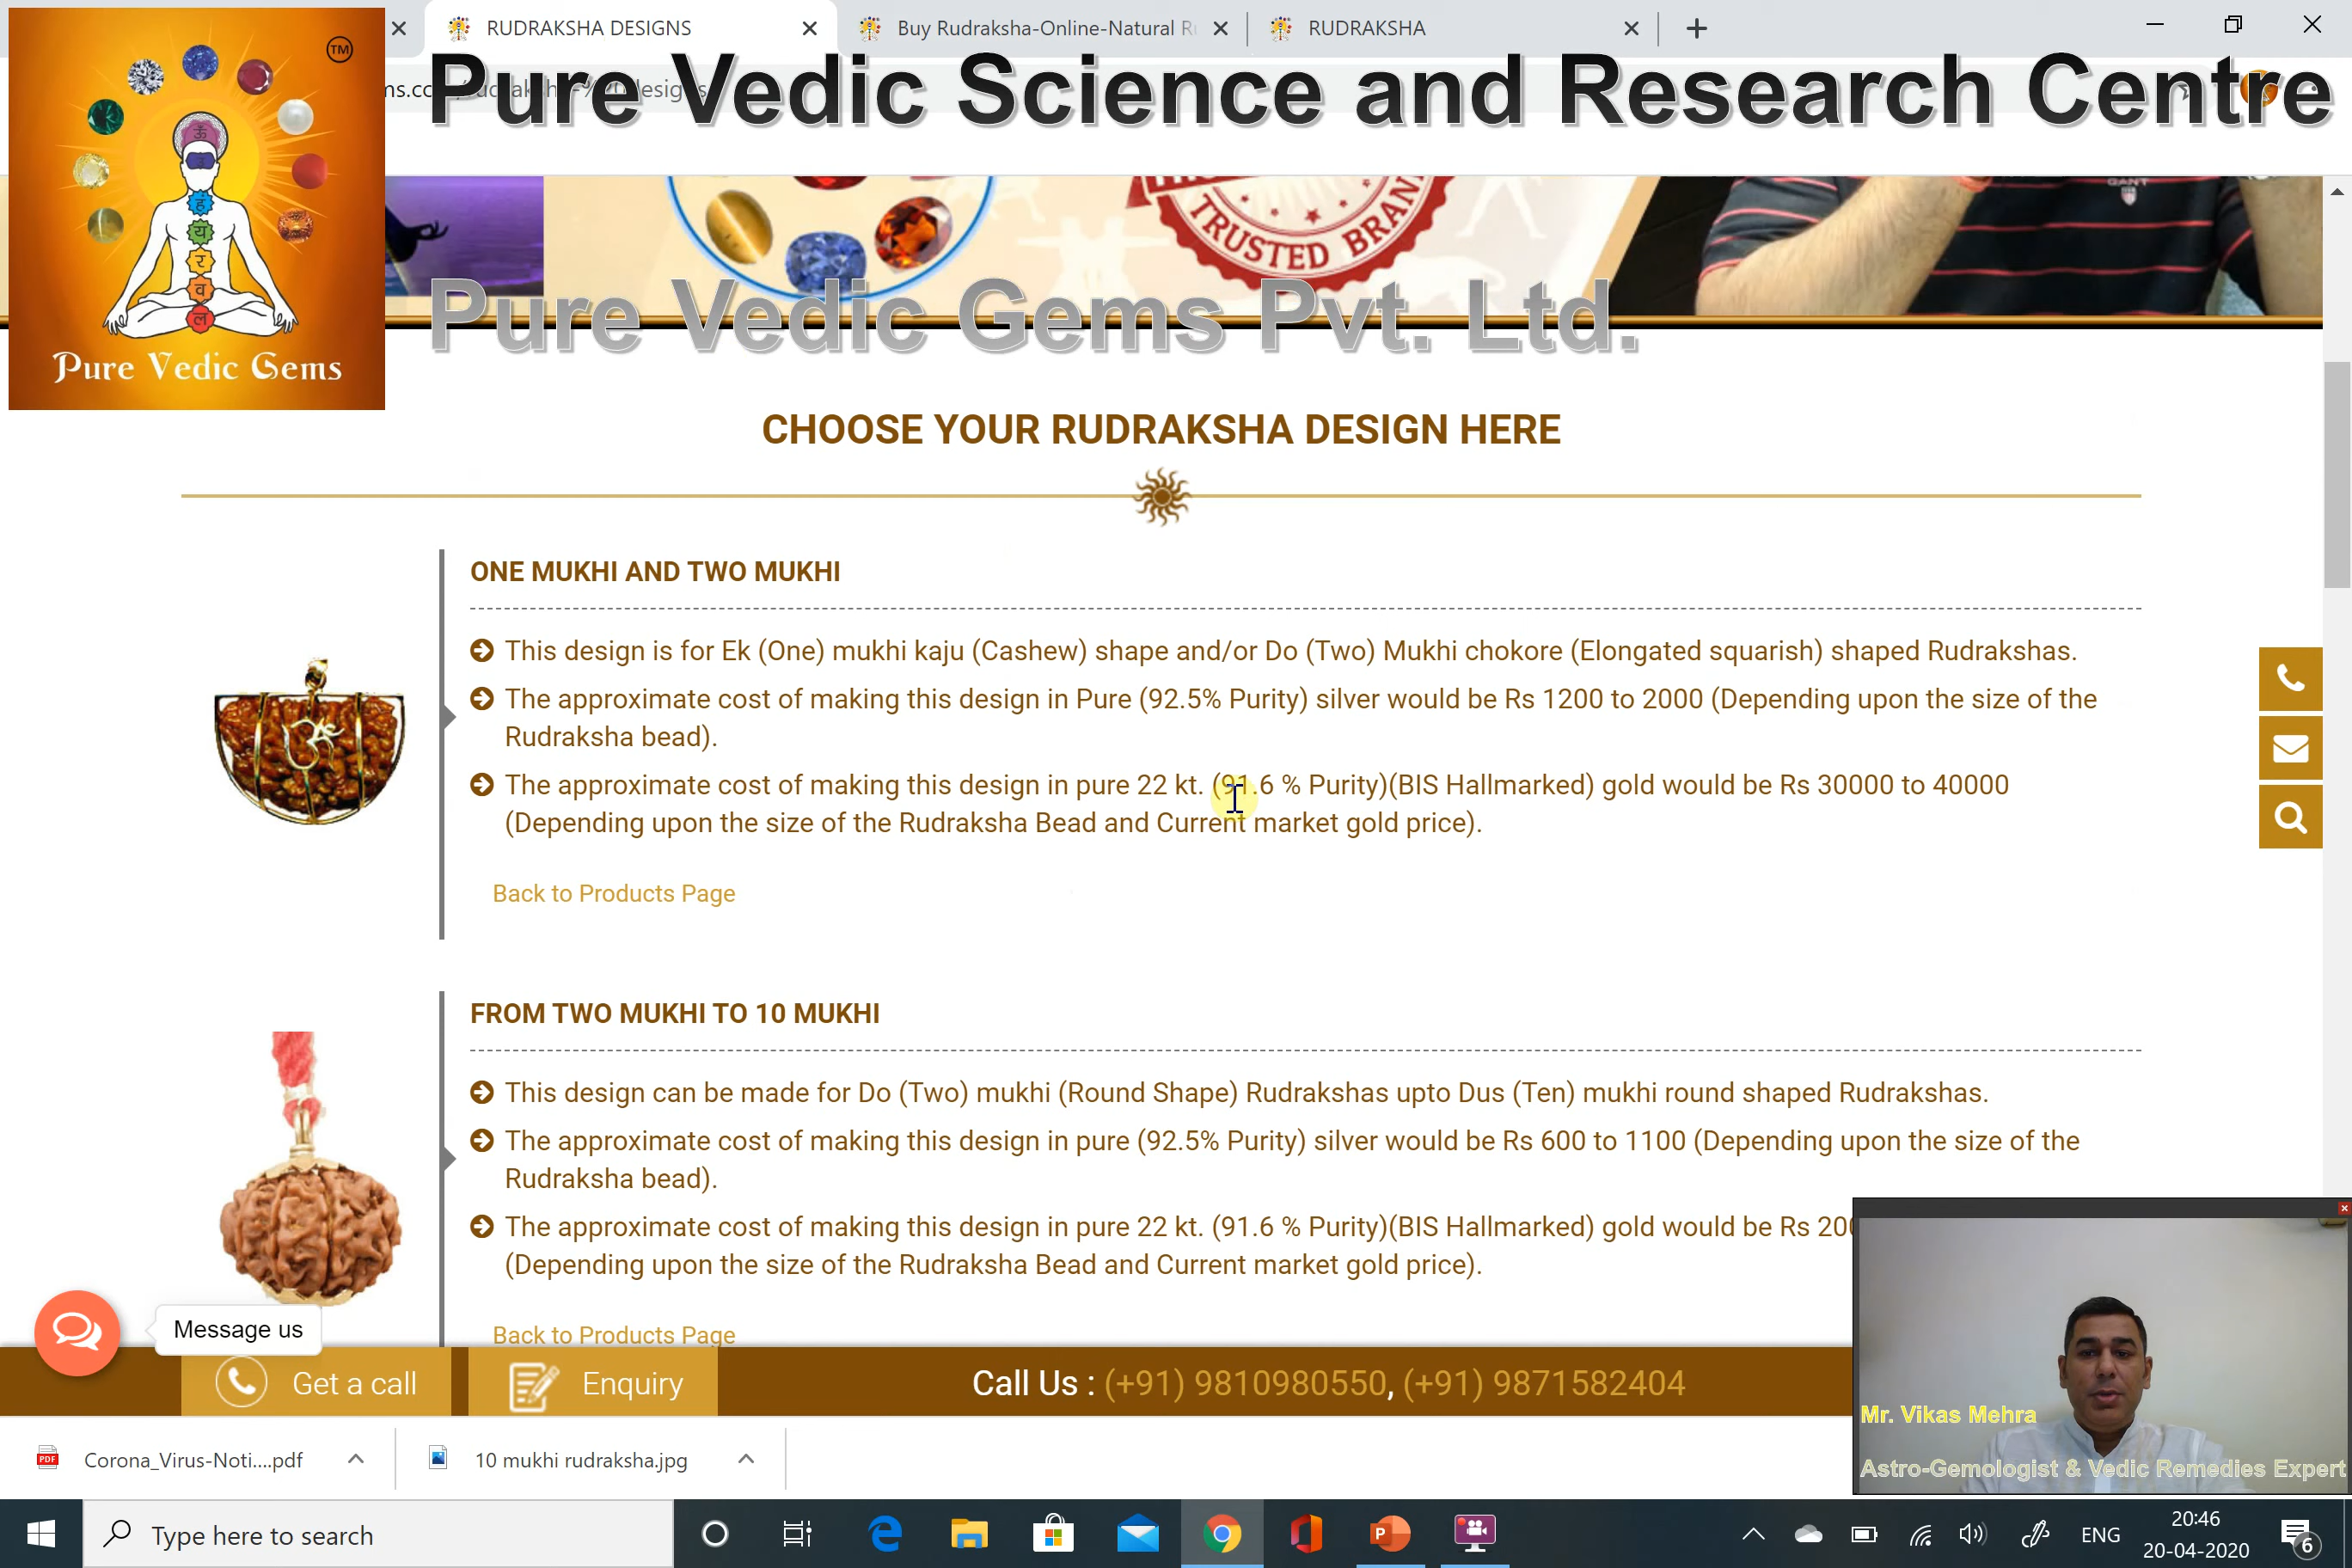 RUDRAKSHA DESIGNS
Buy Rudraksha-Online-Natural
RUDRAKSHA
TM
Pure Vedic Science and Research Centre
TRUSTED BRAN
GANT
ॐ
ह
य
र
व
लं
Pure Vedic Gems
Pure Vedic Gems Pvt. Ltd.
CHOOSE YOUR RUDRAKSHA DESIGN HERE
ONE MUKHI AND TWO MUKHI
This design is for Ek (One) mukhi kaju (Cashew) shape and/or Do (Two) Mukhi chokore (Elongated squarish) shaped Rudrakshas.
The approximate cost of making this design in Pure (92.5% Purity) silver would be Rs 1200 to 2000 (Depending upon the size of the
Rudraksha bead).
The approximate cost of making this design in pure 22 kt. (91.6 % Purity)(BIS Hallmarked) gold would be Rs 30000 to 40000
(Depending upon the size of the Rudraksha Bead and Current market gold price).
Back to Products Page
FROM TWO MUKHI TO 10 MUKHI
This design can be made for Do (Two) mukhi (Round Shape) Rudrakshas upto Dus (Ten) mukhi round shaped Rudrakshas.
The approximate cost of making this design in pure (92.5% Purity) silver would be Rs 600 to 1100 (Depending upon the size of the
Rudraksha bead).
The approximate cost of making this design in pure 22 kt. (91.6 % Purity)(BIS Hallmarked) gold would be Rs 200
(Depending upon the size of the Rudraksha Bead and Current market gold price).
Back to Products Page
Message us
Get a call
Enquiry
Call Us : (+91) 9810980550, (+91) 9871582404
Mr. Vikas Mehra
Astro-Gemologist & Vedic Remedies Expert
PDF
Corona_Virus-Noti....pdf
10 mukhi rudraksha.jpg
Type here to search
ENG
20:46
20-04-2020
6